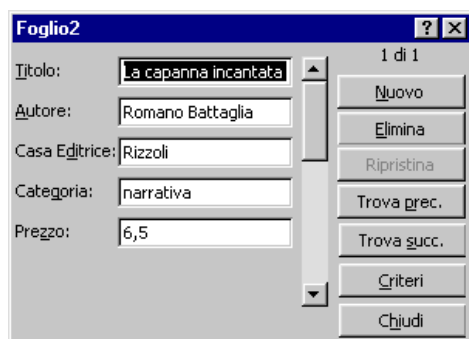 Foglio2
Titolo: La capanna incantata
Autore: Romano Battaglia
Casa Editrice: Rizzoli
Categoria: narrativa
Prezzo: 6,5
1 di 1
Nuovo
Elimina
Ripristina
Trova prec.
Trova succ.
Criteri
Chiudi